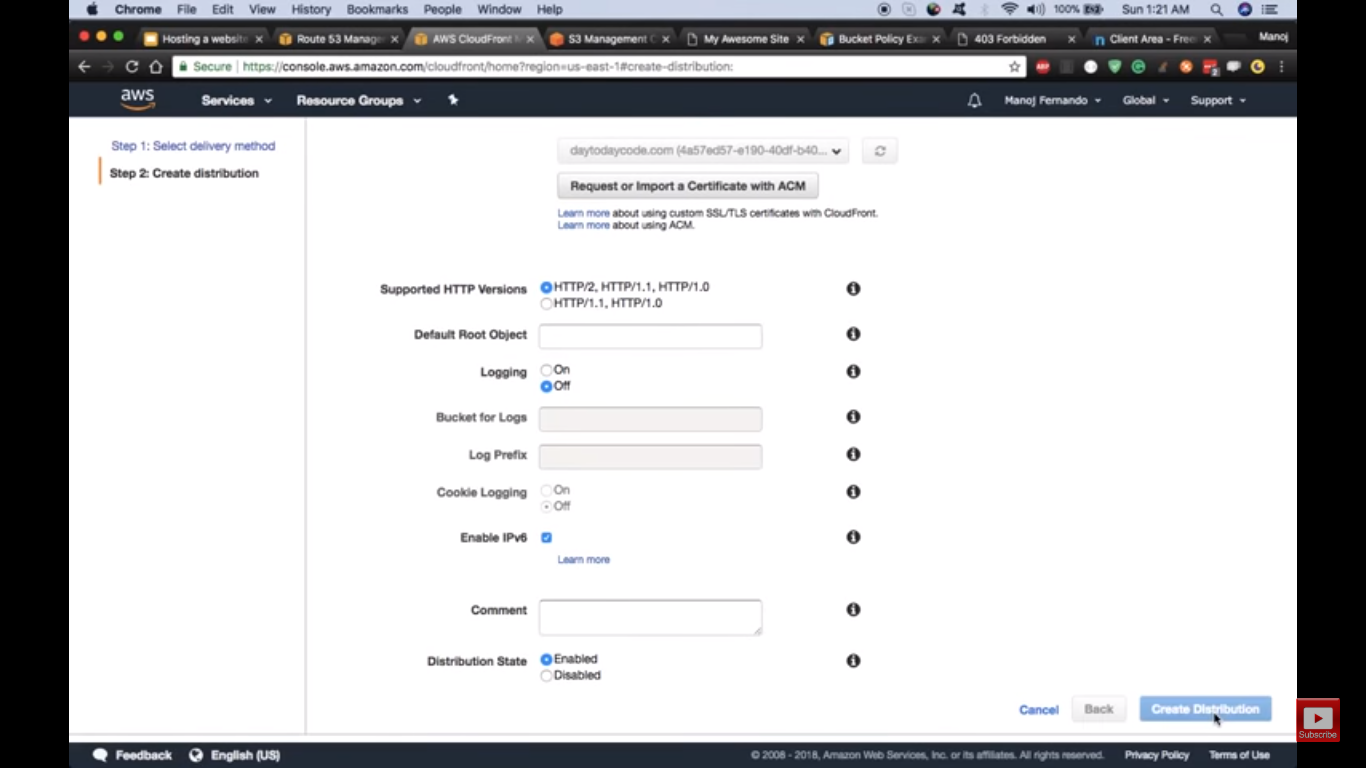 Chrome File Edit View History Bookmarks People Window Help 100% Sun 1:21 AM
Hosting a website Route 53 Manage AWS CloudFront M S3 Management C My Awesome Site Bucket Policy Exa 403 Forbidden Client Area - Free Manoj
Secure https://console.aws.amazon.com/cloudfront/home?region=us-east-1#create-distribution:
aws Services Resource Groups Manoj Fernando Global Support
Step 1: Select delivery method
Step 2: Create distribution
daytodaycode.com (4a57ed57-e190-40df-b40...
Request or Import a Certificate with ACM
Learn more about using custom SSL/TLS certificates with CloudFront.
Learn more about using ACM.
Supported HTTP Versions HTTP/2, HTTP/1.1, HTTP/1.0
HTTP/1.1, HTTP/1.0
Default Root Object
Logging On
Off
Bucket for Logs
Log Prefix
Cookie Logging On
Off
Enable IPv6
Learn more
Comment
Distribution State Enabled
Disabled
Cancel Back Create Distribution
Subscribe
Feedback English (US) © 2008 - 2018, Amazon Web Services, Inc. or its affiliates. All rights reserved. Privacy Policy Terms of Use